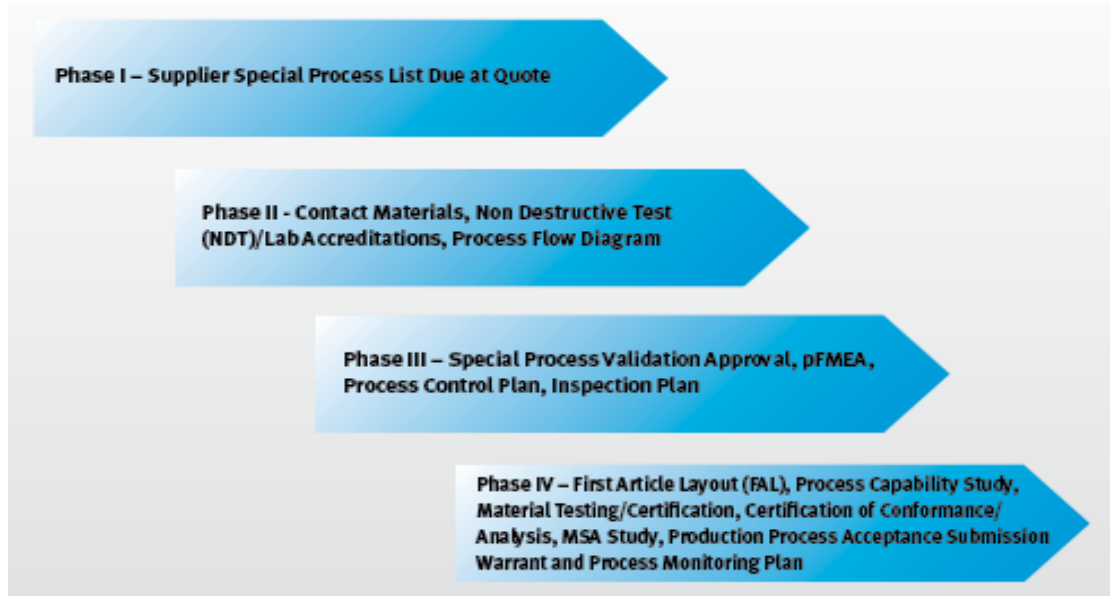 Phase I – Supplier Special Process List Due at Quote
Phase II - Contact Materials, Non Destructive Test
(NDT)/Lab Accreditations, Process Flow Diagram
Phase III – Special Process Validation Approval, pFMEA,
Process Control Plan, Inspection Plan
Phase IV – First Article Layout (FAL), Process Capability Study,
Material Testing/Certification, Certification of Conformance/
Analysis, MSA Study, Production Process Acceptance Submission
Warrant and Process Monitoring Plan